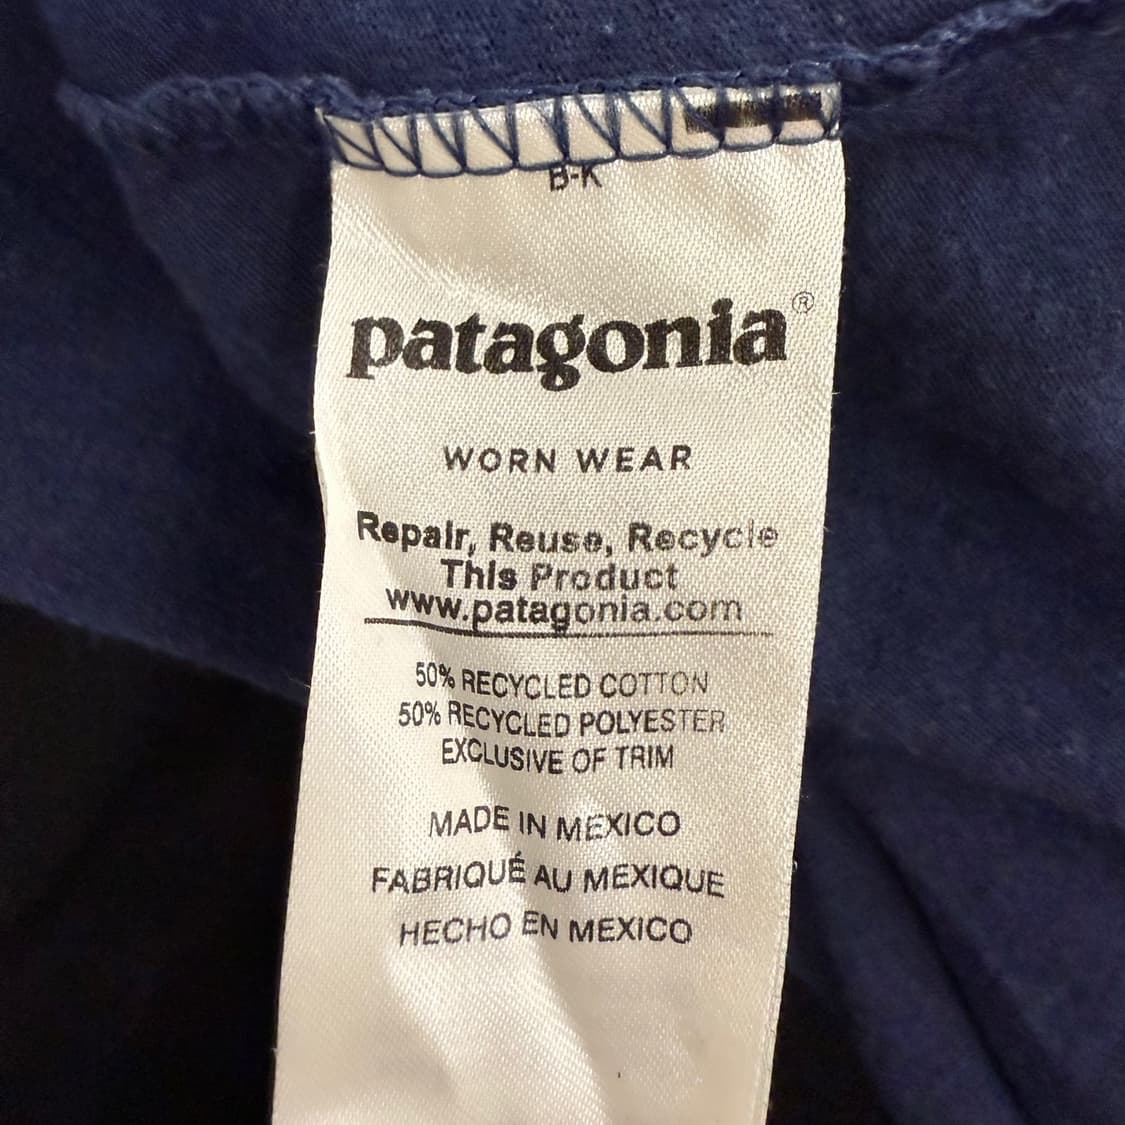 B-K
patagonia®
WORN WEAR
Repair, Reuse, Recycle
This Product
www.patagonia.com
50% RECYCLED COTTON
50% RECYCLED POLYESTER
EXCLUSIVE OF TRIM
MADE IN MEXICO
FABRIQUÉ AU MEXIQUE
HECHO EN MEXICO